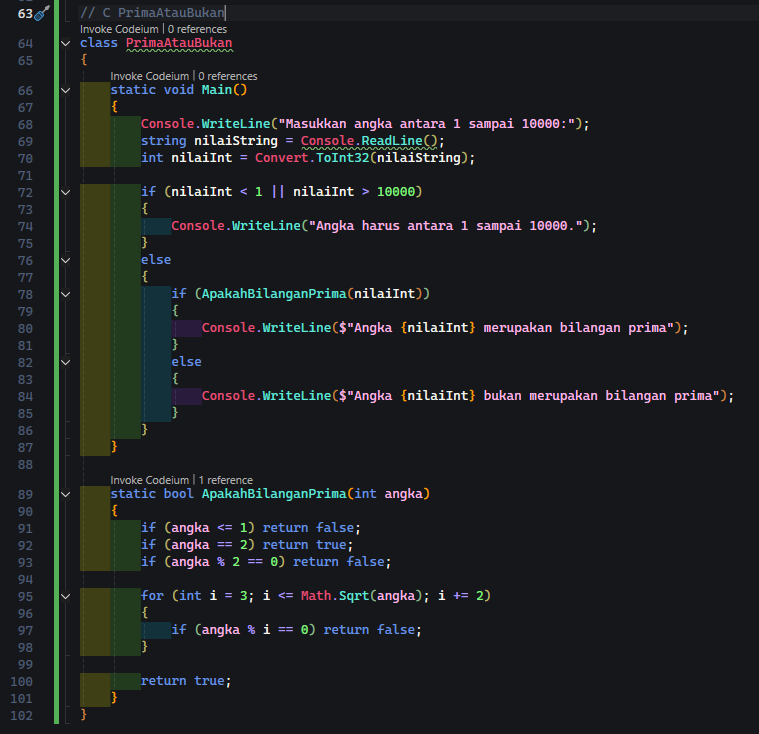 63 // C PrimaAtauBukan
Invoke Codeium | 0 references
64 class PrimaAtauBukan
65 {
Invoke Codeium | 0 references
66     static void Main()
67     {
68         Console.WriteLine("Masukkan angka antara 1 sampai 10000:");
69         string nilaiString = Console.ReadLine();
70         int nilaiInt = Convert.ToInt32(nilaiString);
71
72         if (nilaiInt < 1 || nilaiInt > 10000)
73         {
74             Console.WriteLine("Angka harus antara 1 sampai 10000.");
75         }
76         else
77         {
78             if (ApakahBilanganPrima(nilaiInt))
79             {
80                 Console.WriteLine($"Angka {nilaiInt} merupakan bilangan prima");
81             }
82             else
83             {
84                 Console.WriteLine($"Angka {nilaiInt} bukan merupakan bilangan prima");
85             }
86         }
87     }
88
Invoke Codeium | 1 reference
89     static bool ApakahBilanganPrima(int angka)
90     {
91         if (angka <= 1) return false;
92         if (angka == 2) return true;
93         if (angka % 2 == 0) return false;
94
95         for (int i = 3; i <= Math.Sqrt(angka); i += 2)
96         {
97             if (angka % i == 0) return false;
98         }
99
100         return true;
101     }
102 }